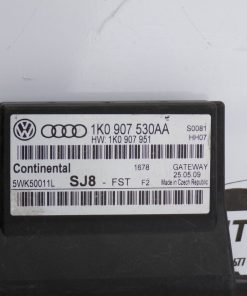 1K0 907 530AA S0081
HW: 1K0 907 951 HH07
Continental 1678 GATEWAY
25.05.09
5WK50011L SJ8 - FST F2 Made in Czech Republic